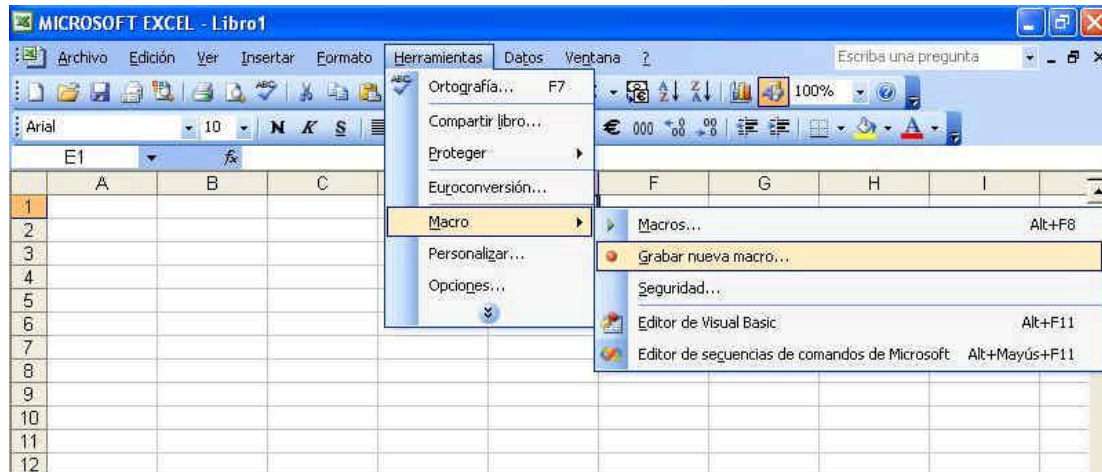 MICROSOFT EXCEL - Libro1
Archivo Edición Ver Insertar Formato Herramientas Datos Ventana ? Escriba una pregunta
100%
Arial 10 N K S € 000
E1 fx
A B C F G H I
Ortografía... F7
Compartir libro...
Proteger
Euroconversión...
Macro
Personalizar...
Opciones...
Macros... Alt+F8
Grabar nueva macro...
Seguridad...
Editor de Visual Basic Alt+F11
Editor de secuencias de comandos de Microsoft Alt+Mayús+F11
1
2
3
4
5
6
7
8
9
10
11
12